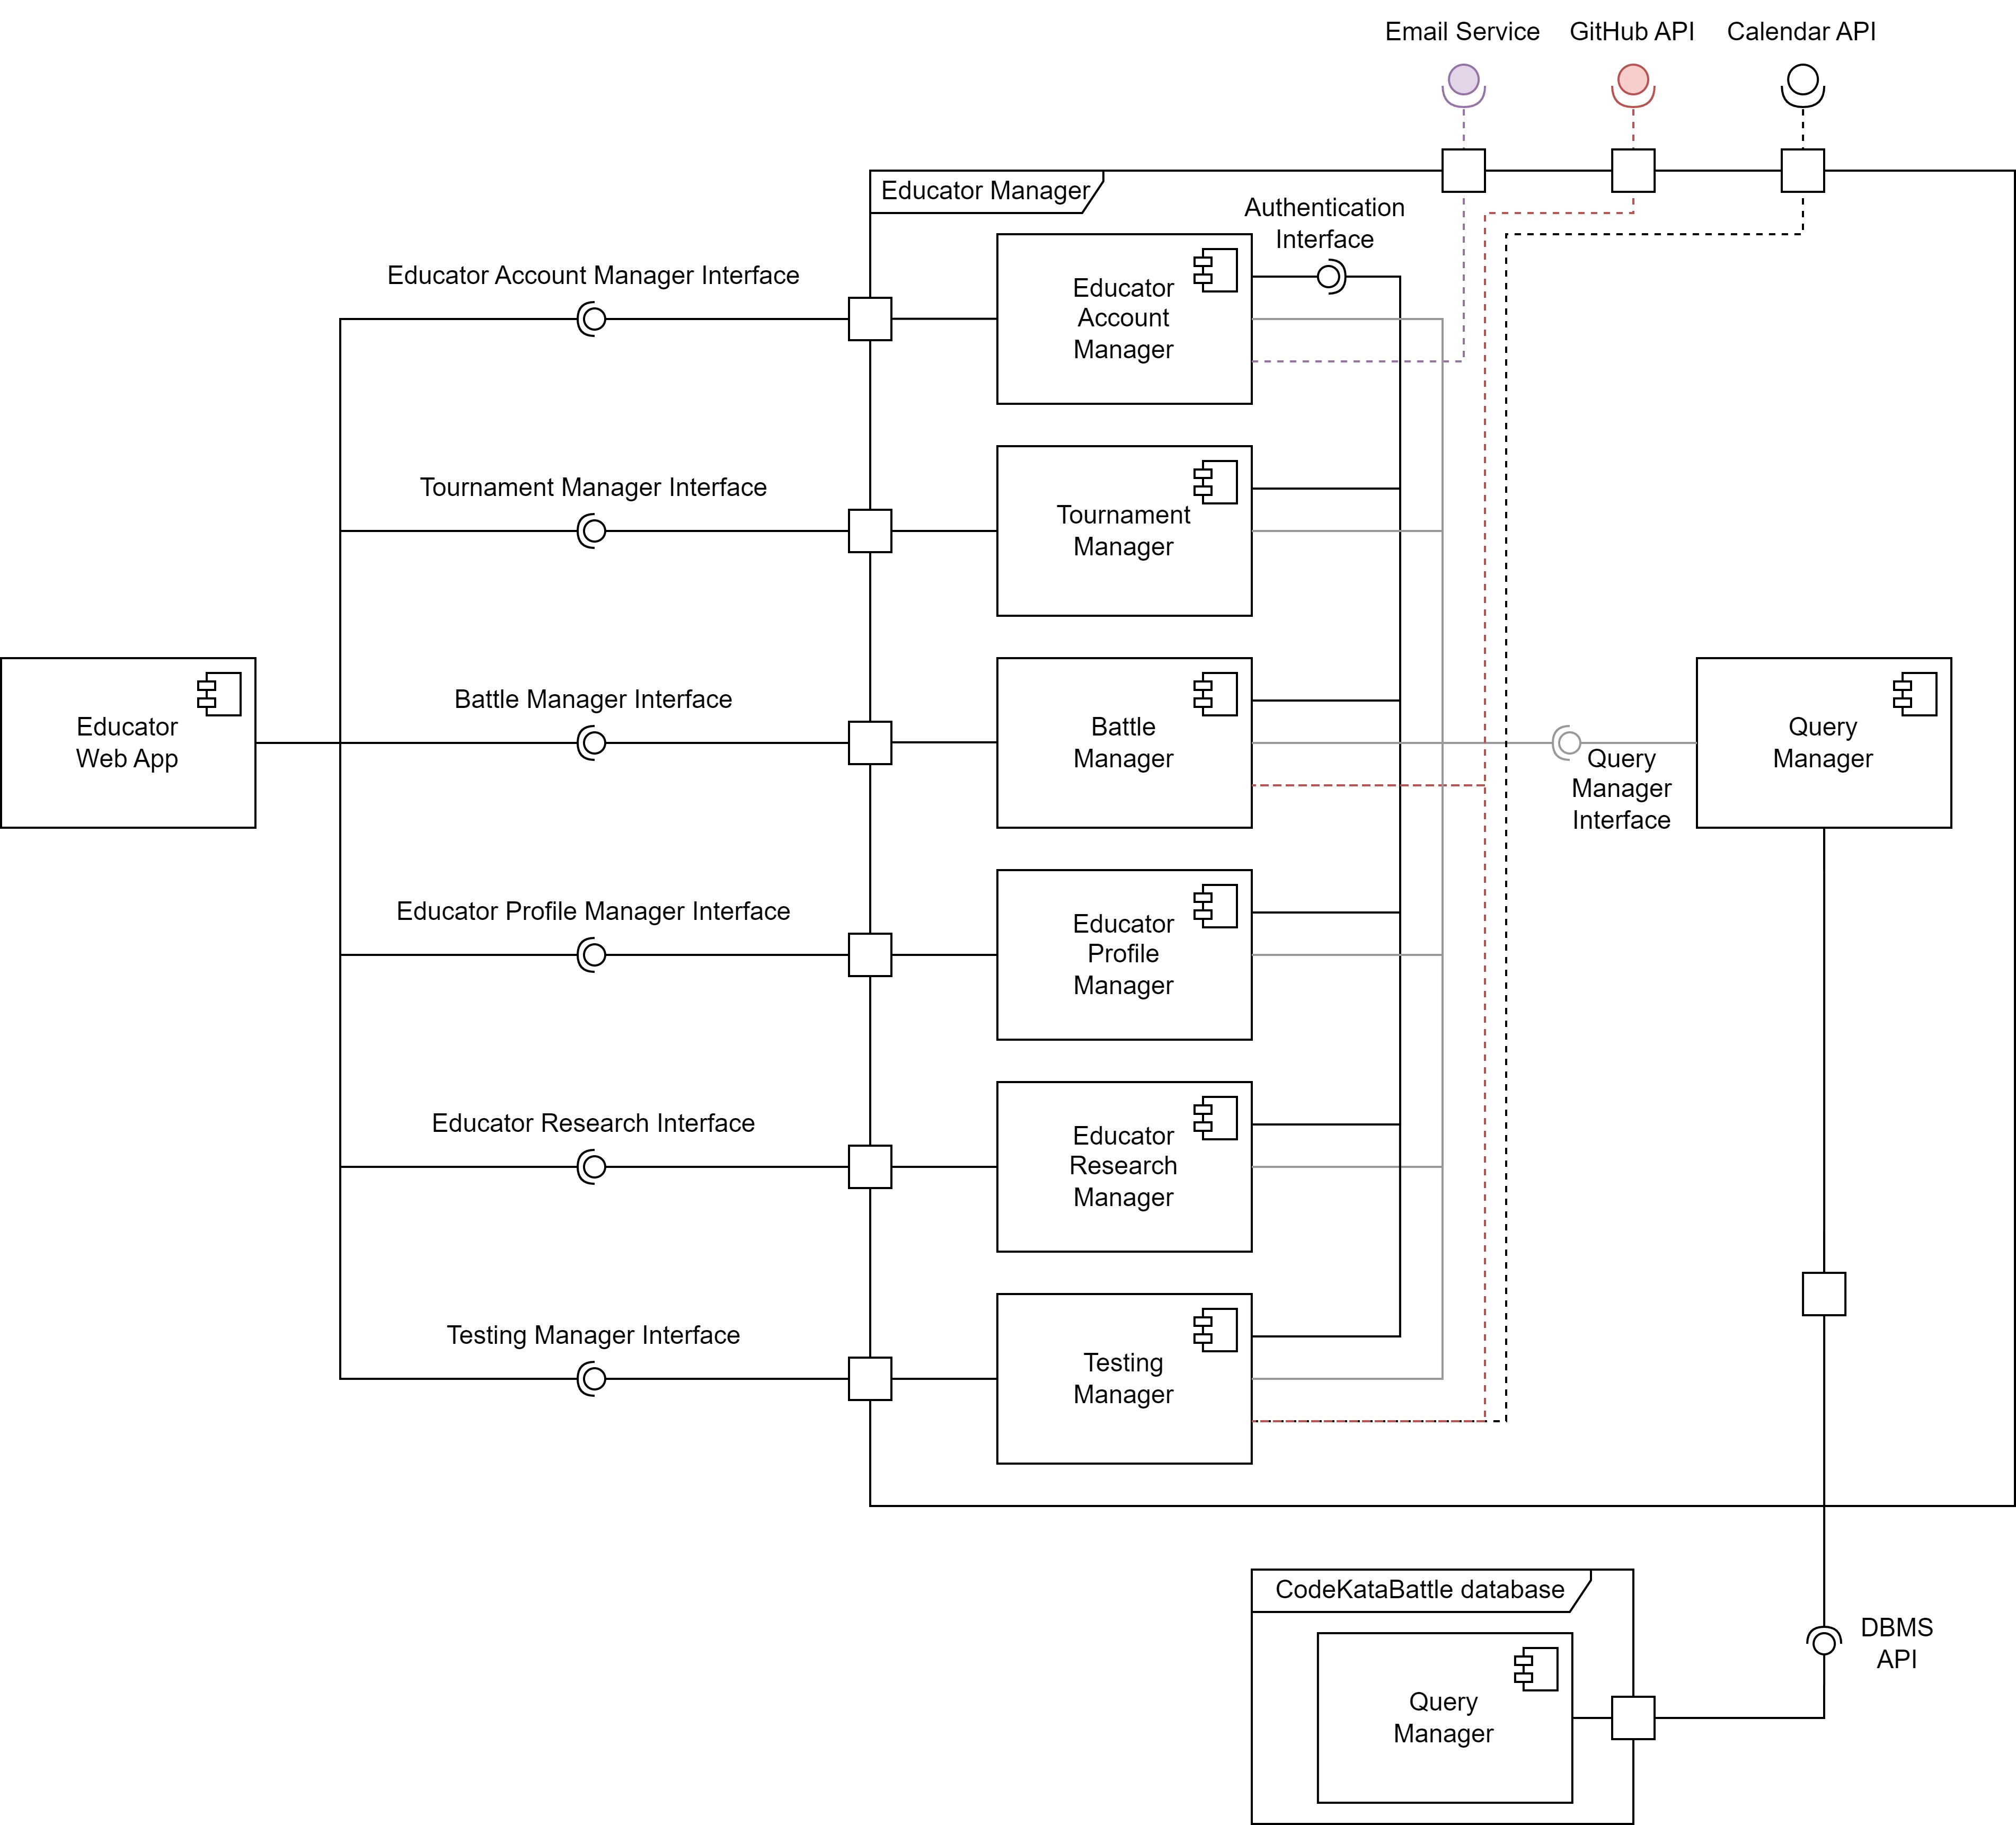 Email Service
GitHub API
Calendar API
Educator Manager
Authentication
Interface
Educator Account Manager Interface
Educator
Account
Manager
Tournament Manager Interface
Tournament
Manager
Educator
Web App
Battle Manager Interface
Battle
Manager
Query
Manager
Interface
Query
Manager
Educator Profile Manager Interface
Educator
Profile
Manager
Educator Research Interface
Educator
Research
Manager
Testing Manager Interface
Testing
Manager
CodeKataBattle database
Query
Manager
DBMS
API